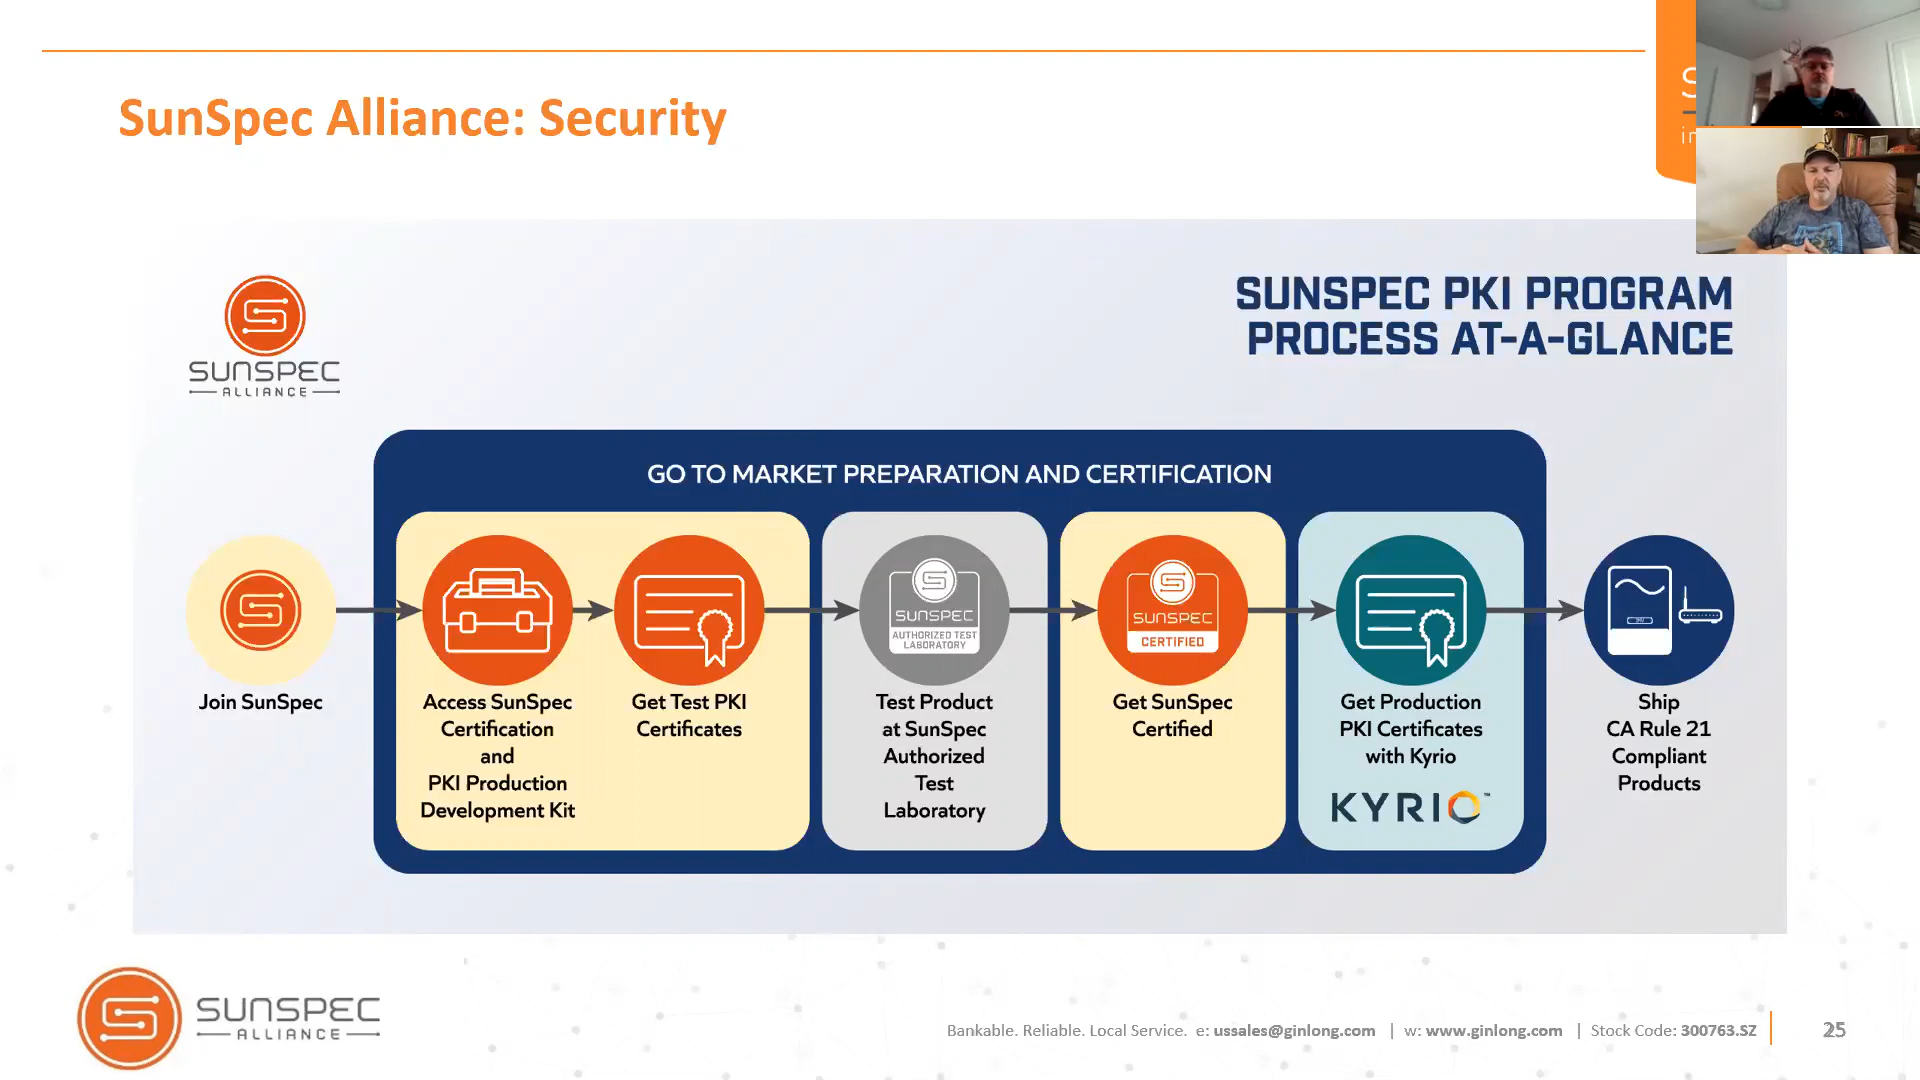 SunSpec Alliance: Security
SUNSPEC
ALLIANCE
SUNSPEC PKI PROGRAM
PROCESS AT-A-GLANCE
GO TO MARKET PREPARATION AND CERTIFICATION
Join SunSpec
Access SunSpec
Certification
and
PKI Production
Development Kit
Get Test PKI
Certificates
SUNSPEC
AUTHORIZED TEST
LABORATORY
Test Product
at SunSpec
Authorized
Test
Laboratory
SUNSPEC
CERTIFIED
Get SunSpec
Certified
Get Production
PKI Certificates
with Kyrio
KYRIO™
Ship
CA Rule 21
Compliant
Products
SUNSPEC
ALLIANCE
Bankable. Reliable. Local Service. e: ussales@ginlong.com | w: www.ginlong.com | Stock Code: 300763.SZ
25